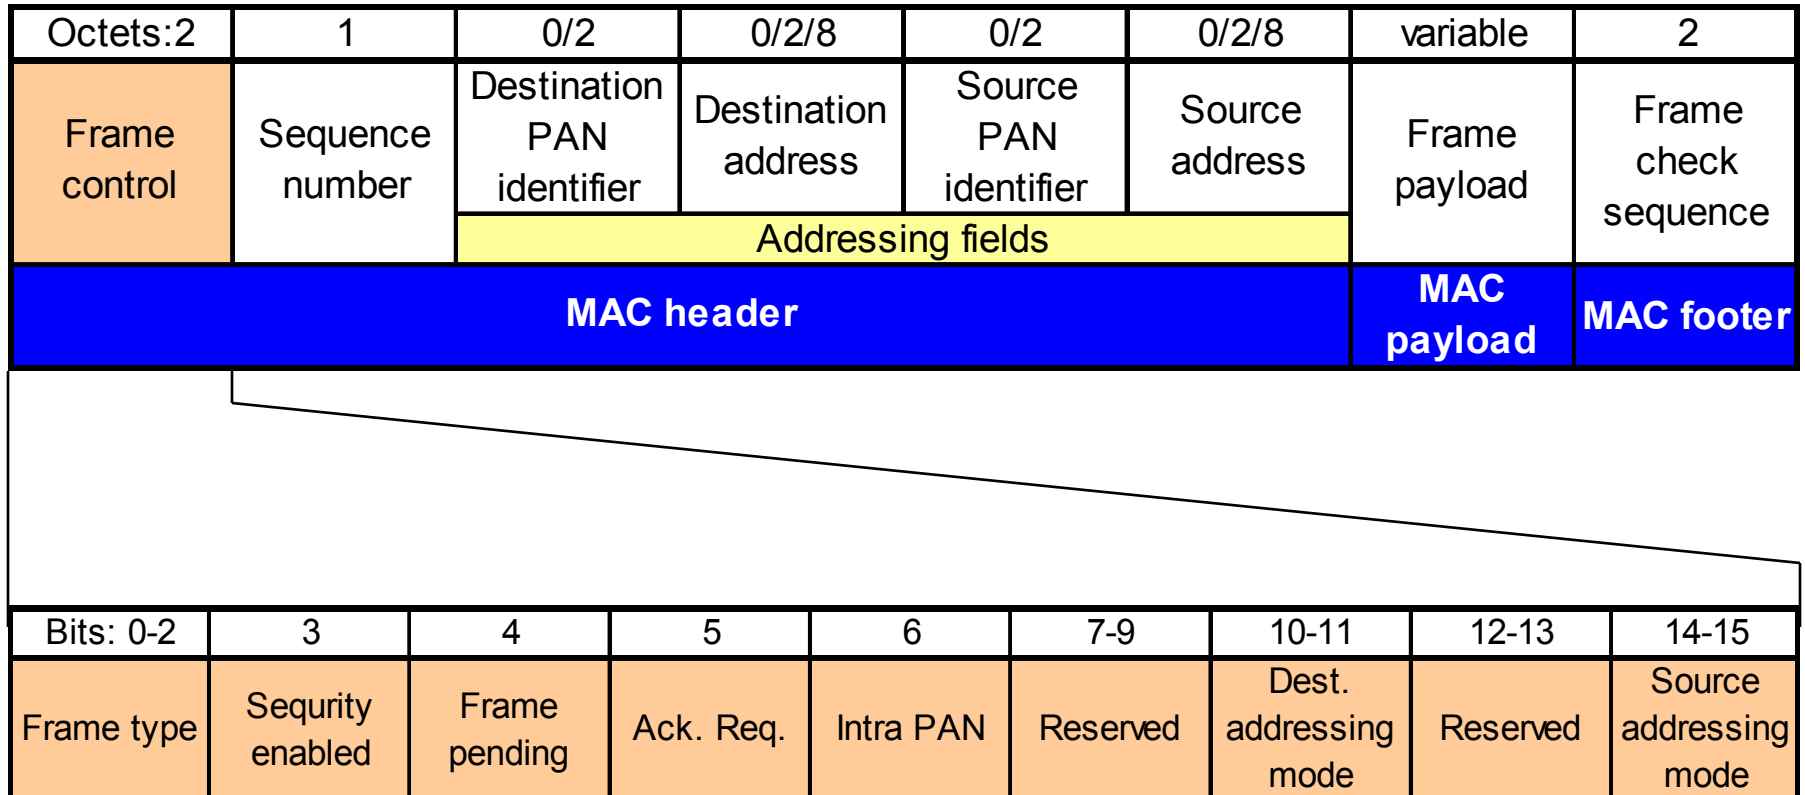 Octets:2 1 0/2 0/2/8 0/2 0/2/8 variable 2
Frame control
Sequence number
Destination PAN identifier
Destination address
Source PAN identifier
Source address
Frame payload
Frame check sequence
Addressing fields
MAC header
MAC payload
MAC footer
Bits: 0-2 3 4 5 6 7-9 10-11 12-13 14-15
Frame type
Sequrity enabled
Frame pending
Ack. Req.
Intra PAN
Reserved
Dest. addressing mode
Reserved
Source addressing mode